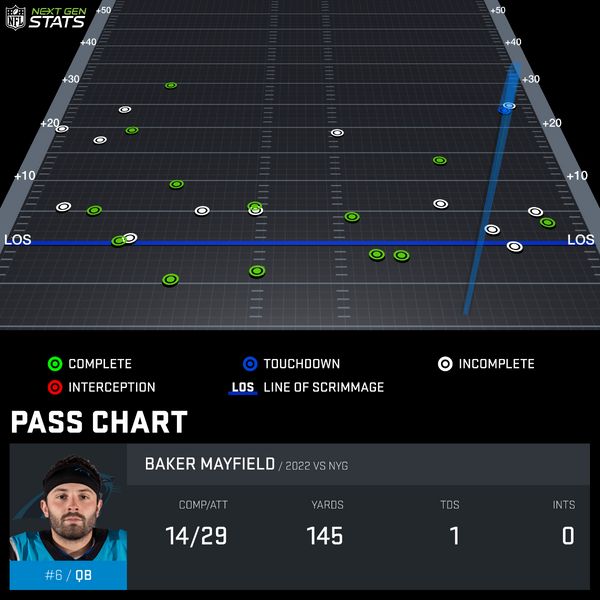 NFL NEXT GEN STATS
+50 +50
+40 +40
+30 +30
+20 +20
+10 +10
LOS LOS
COMPLETE TOUCHDOWN INCOMPLETE
INTERCEPTION LOS LINE OF SCRIMMAGE
PASS CHART
BAKER MAYFIELD / 2022 VS NYG
COMP/ATT YARDS TDS INTS
14/29 145 1 0
#6 / QB